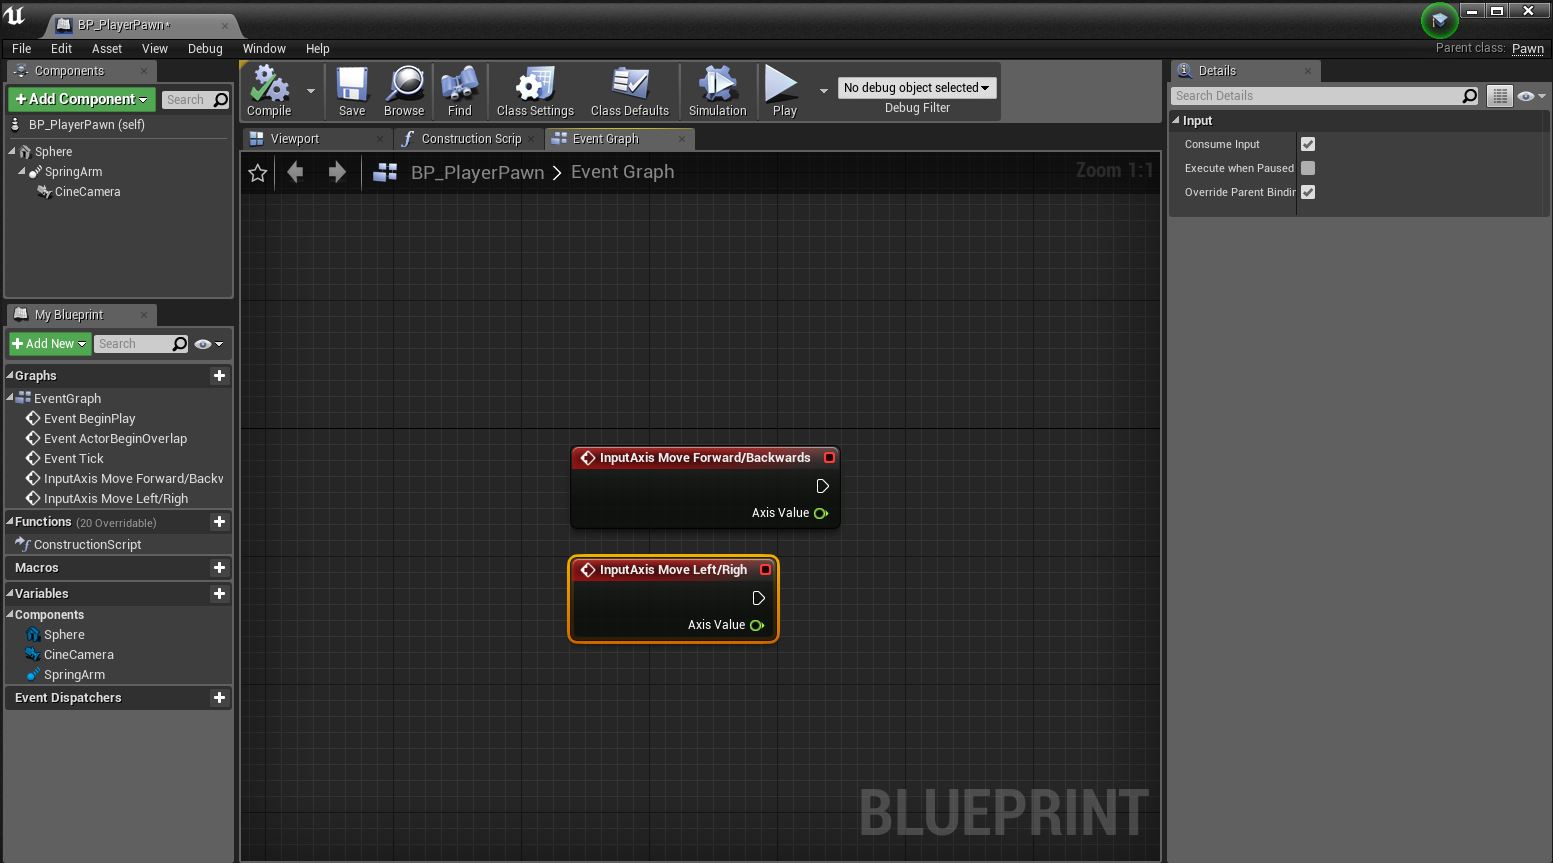 BP_PlayerPawn*
File Edit Asset View Debug Window Help
Parent class: Pawn
Components
Add Component
Search
BP_PlayerPawn (self)
Sphere
SpringArm
CineCamera
My Blueprint
Add New
Search
Graphs
EventGraph
Event BeginPlay
Event ActorBeginOverlap
Event Tick
InputAxis Move Forward/Backw
InputAxis Move Left/Righ
Functions (20 Overridable)
ConstructionScript
Macros
Variables
Components
Sphere
CineCamera
SpringArm
Event Dispatchers
Compile
Save
Browse
Find
Class Settings
Class Defaults
Simulation
Play
No debug object selected
Debug Filter
Viewport
Construction Scrip
Event Graph
BP_PlayerPawn > Event Graph
Zoom 1:1
InputAxis Move Forward/Backwards
Axis Value
InputAxis Move Left/Righ
Axis Value
BLUEPRINT
Details
Search Details
Input
Consume Input
Execute when Paused
Override Parent Bindin